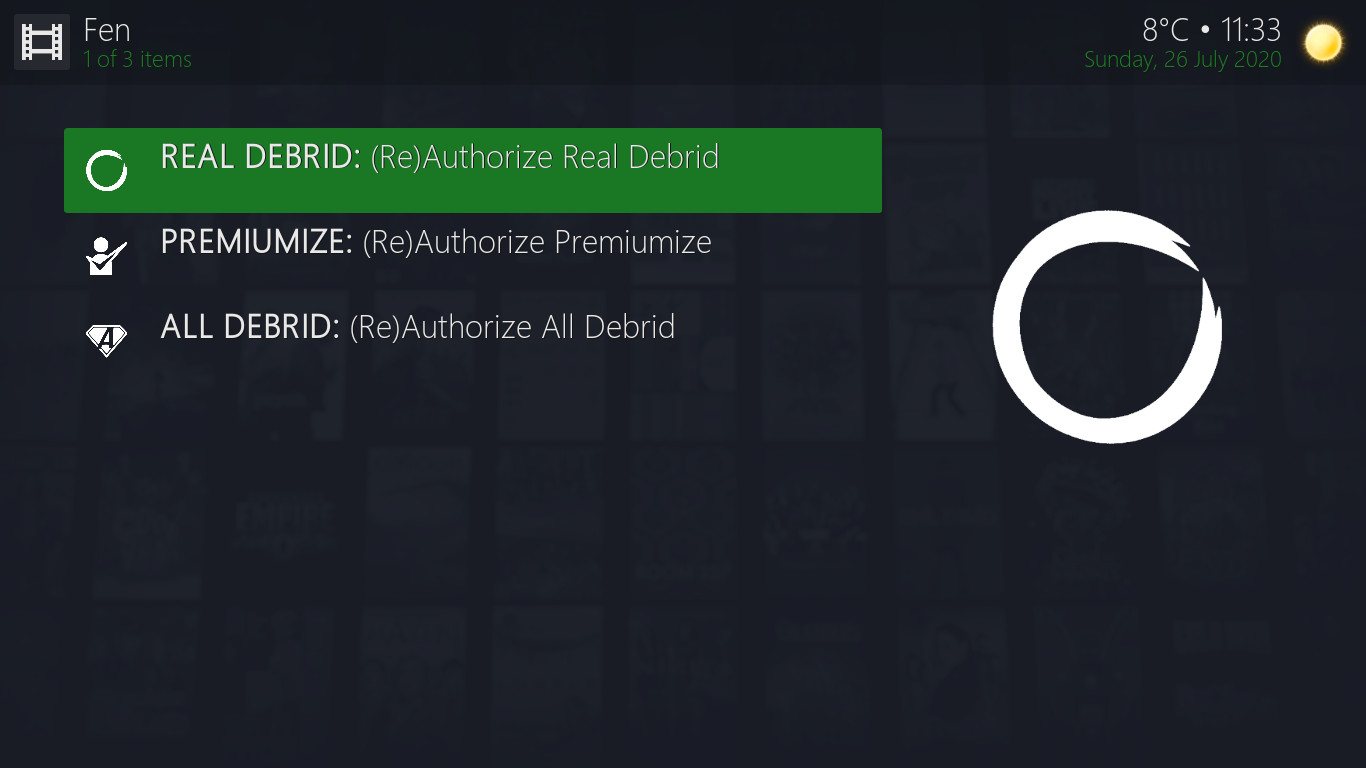 Fen
1 of 3 items
8°C • 11:33
Sunday, 26 July 2020
REAL DEBRID: (Re)Authorize Real Debrid
PREMIUMIZE: (Re)Authorize Premiumize
ALL DEBRID: (Re)Authorize All Debrid